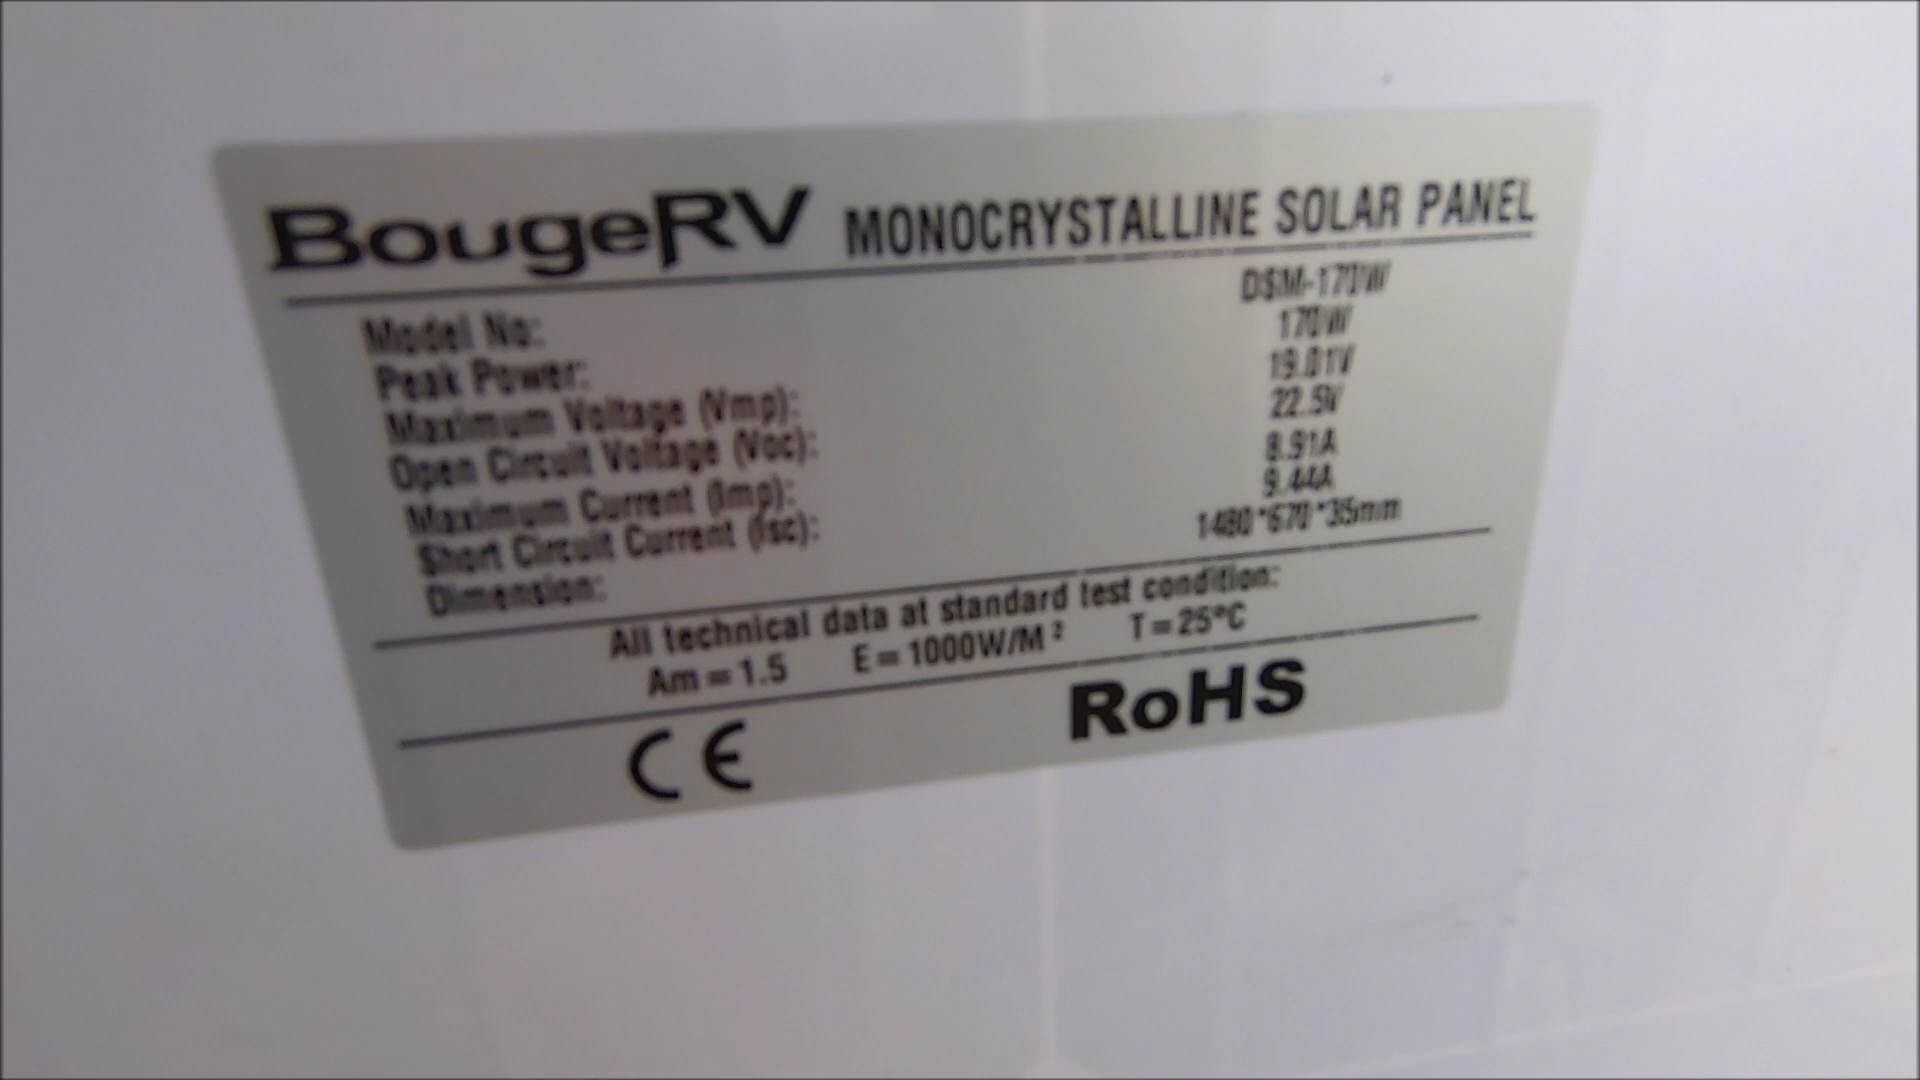 BougeRV MONOCRYSTALLINE SOLAR PANEL
Model No: DSM-170W
Peak Power: 170W
Maximum Voltage (Vmp): 19.01V
Open Circuit Voltage (Voc): 22.5V
Maximum Current (Imp): 8.91A
Short Circuit Current (Isc): 9.44A
Dimension: 1480*670*35mm
All technical data at standard test condition:
Am=1.5 E=1000W/M² T=25°C
CE RoHS